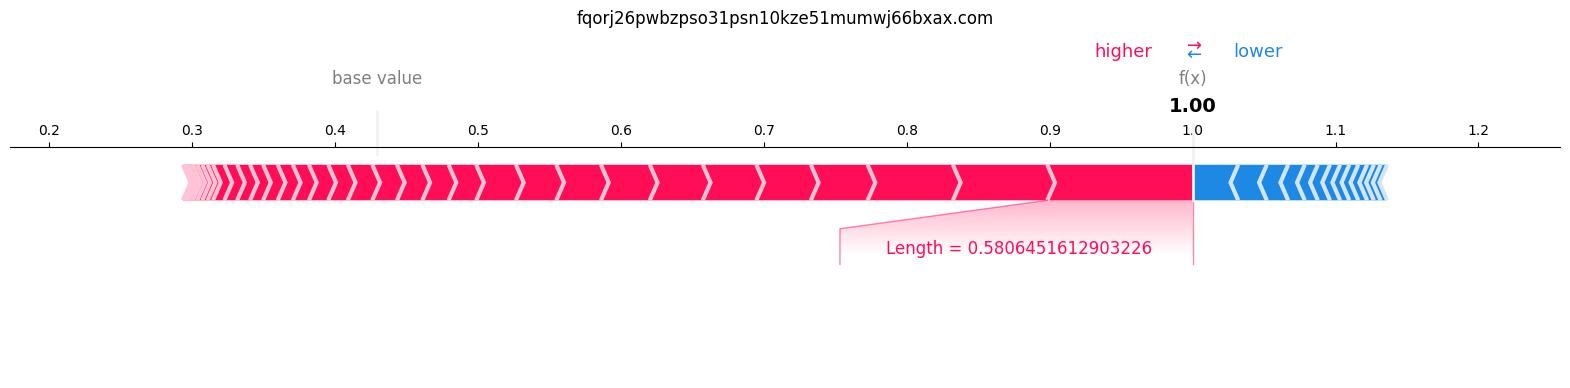 fqorj26pwbzpso31psn10kze51mumwj66bxax.com
higher ⇄ lower
base value f(x)
1.00
0.2 0.3 0.4 0.5 0.6 0.7 0.8 0.9 1.0 1.1 1.2
Length = 0.5806451612903226